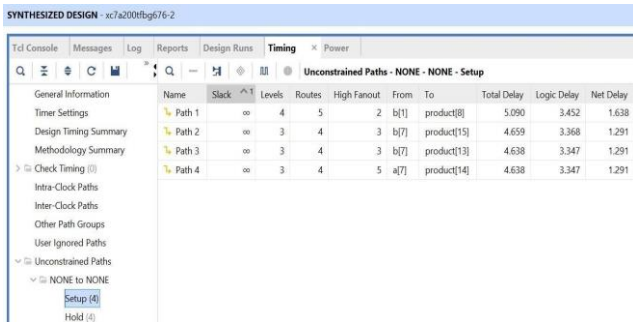 SYNTHESIZED DESIGN - xc7a200tfbg676-2
Tcl Console Messages Log Reports Design Runs Timing × Power
Unconstrained Paths - NONE - NONE - Setup
General Information
Timer Settings
Design Timing Summary
Methodology Summary
Check Timing (0)
Intra-Clock Paths
Inter-Clock Paths
Other Path Groups
User Ignored Paths
Unconstrained Paths
NONE to NONE
Setup (4)
Hold (4)
Name Slack ^1 Levels Routes High Fanout From To Total Delay Logic Delay Net Delay
Path 1 ∞ 4 5 2 b[1] product[8] 5.090 3.452 1.638
Path 2 ∞ 3 4 3 b[7] product[15] 4.659 3.368 1.291
Path 3 ∞ 3 4 3 b[7] product[13] 4.638 3.347 1.291
Path 4 ∞ 3 4 5 a[7] product[14] 4.638 3.347 1.291